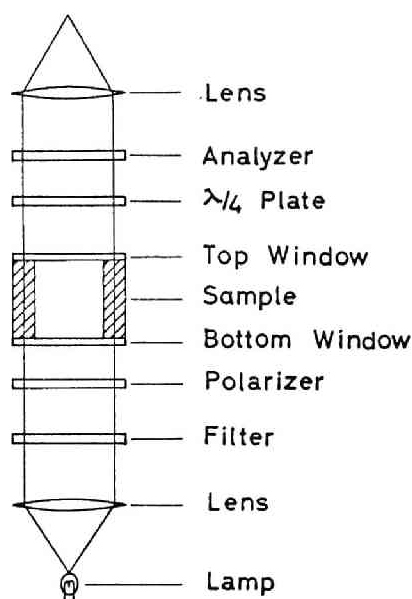 Lens
Analyzer
λ/4 Plate
Top Window
Sample
Bottom Window
Polarizer
Filter
Lens
Lamp